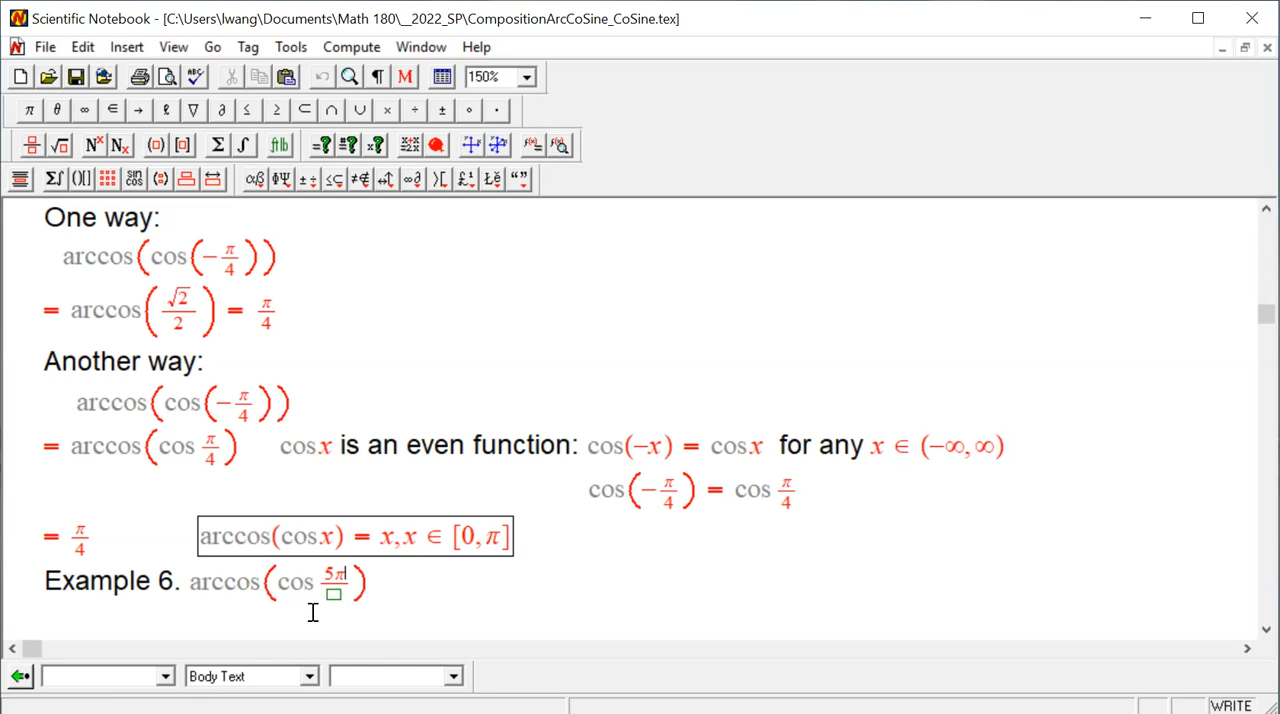 Scientific Notebook - [C:\Users\lwang\Documents\Math 180\__2022_SP\CompositionArcCoSine_CoSine.tex]
File Edit Insert View Go Tag Tools Compute Window Help
150%
π θ ∞ ∈ → ℓ ∇ ∂ ≤ ≥ ⊂ ∩ ∪ × ÷ ± ∘ ·
One way:
arccos(cos(−π/4))
= arccos(√2/2) = π/4
Another way:
arccos(cos(−π/4))
= arccos(cos π/4) cosx is an even function: cos(−x) = cosx for any x ∈ (−∞,∞)
cos(−π/4) = cos π/4
= π/4 arccos(cosx) = x,x ∈ [0,π]
Example 6. arccos(cos 5π/□)
Body Text
WRITE